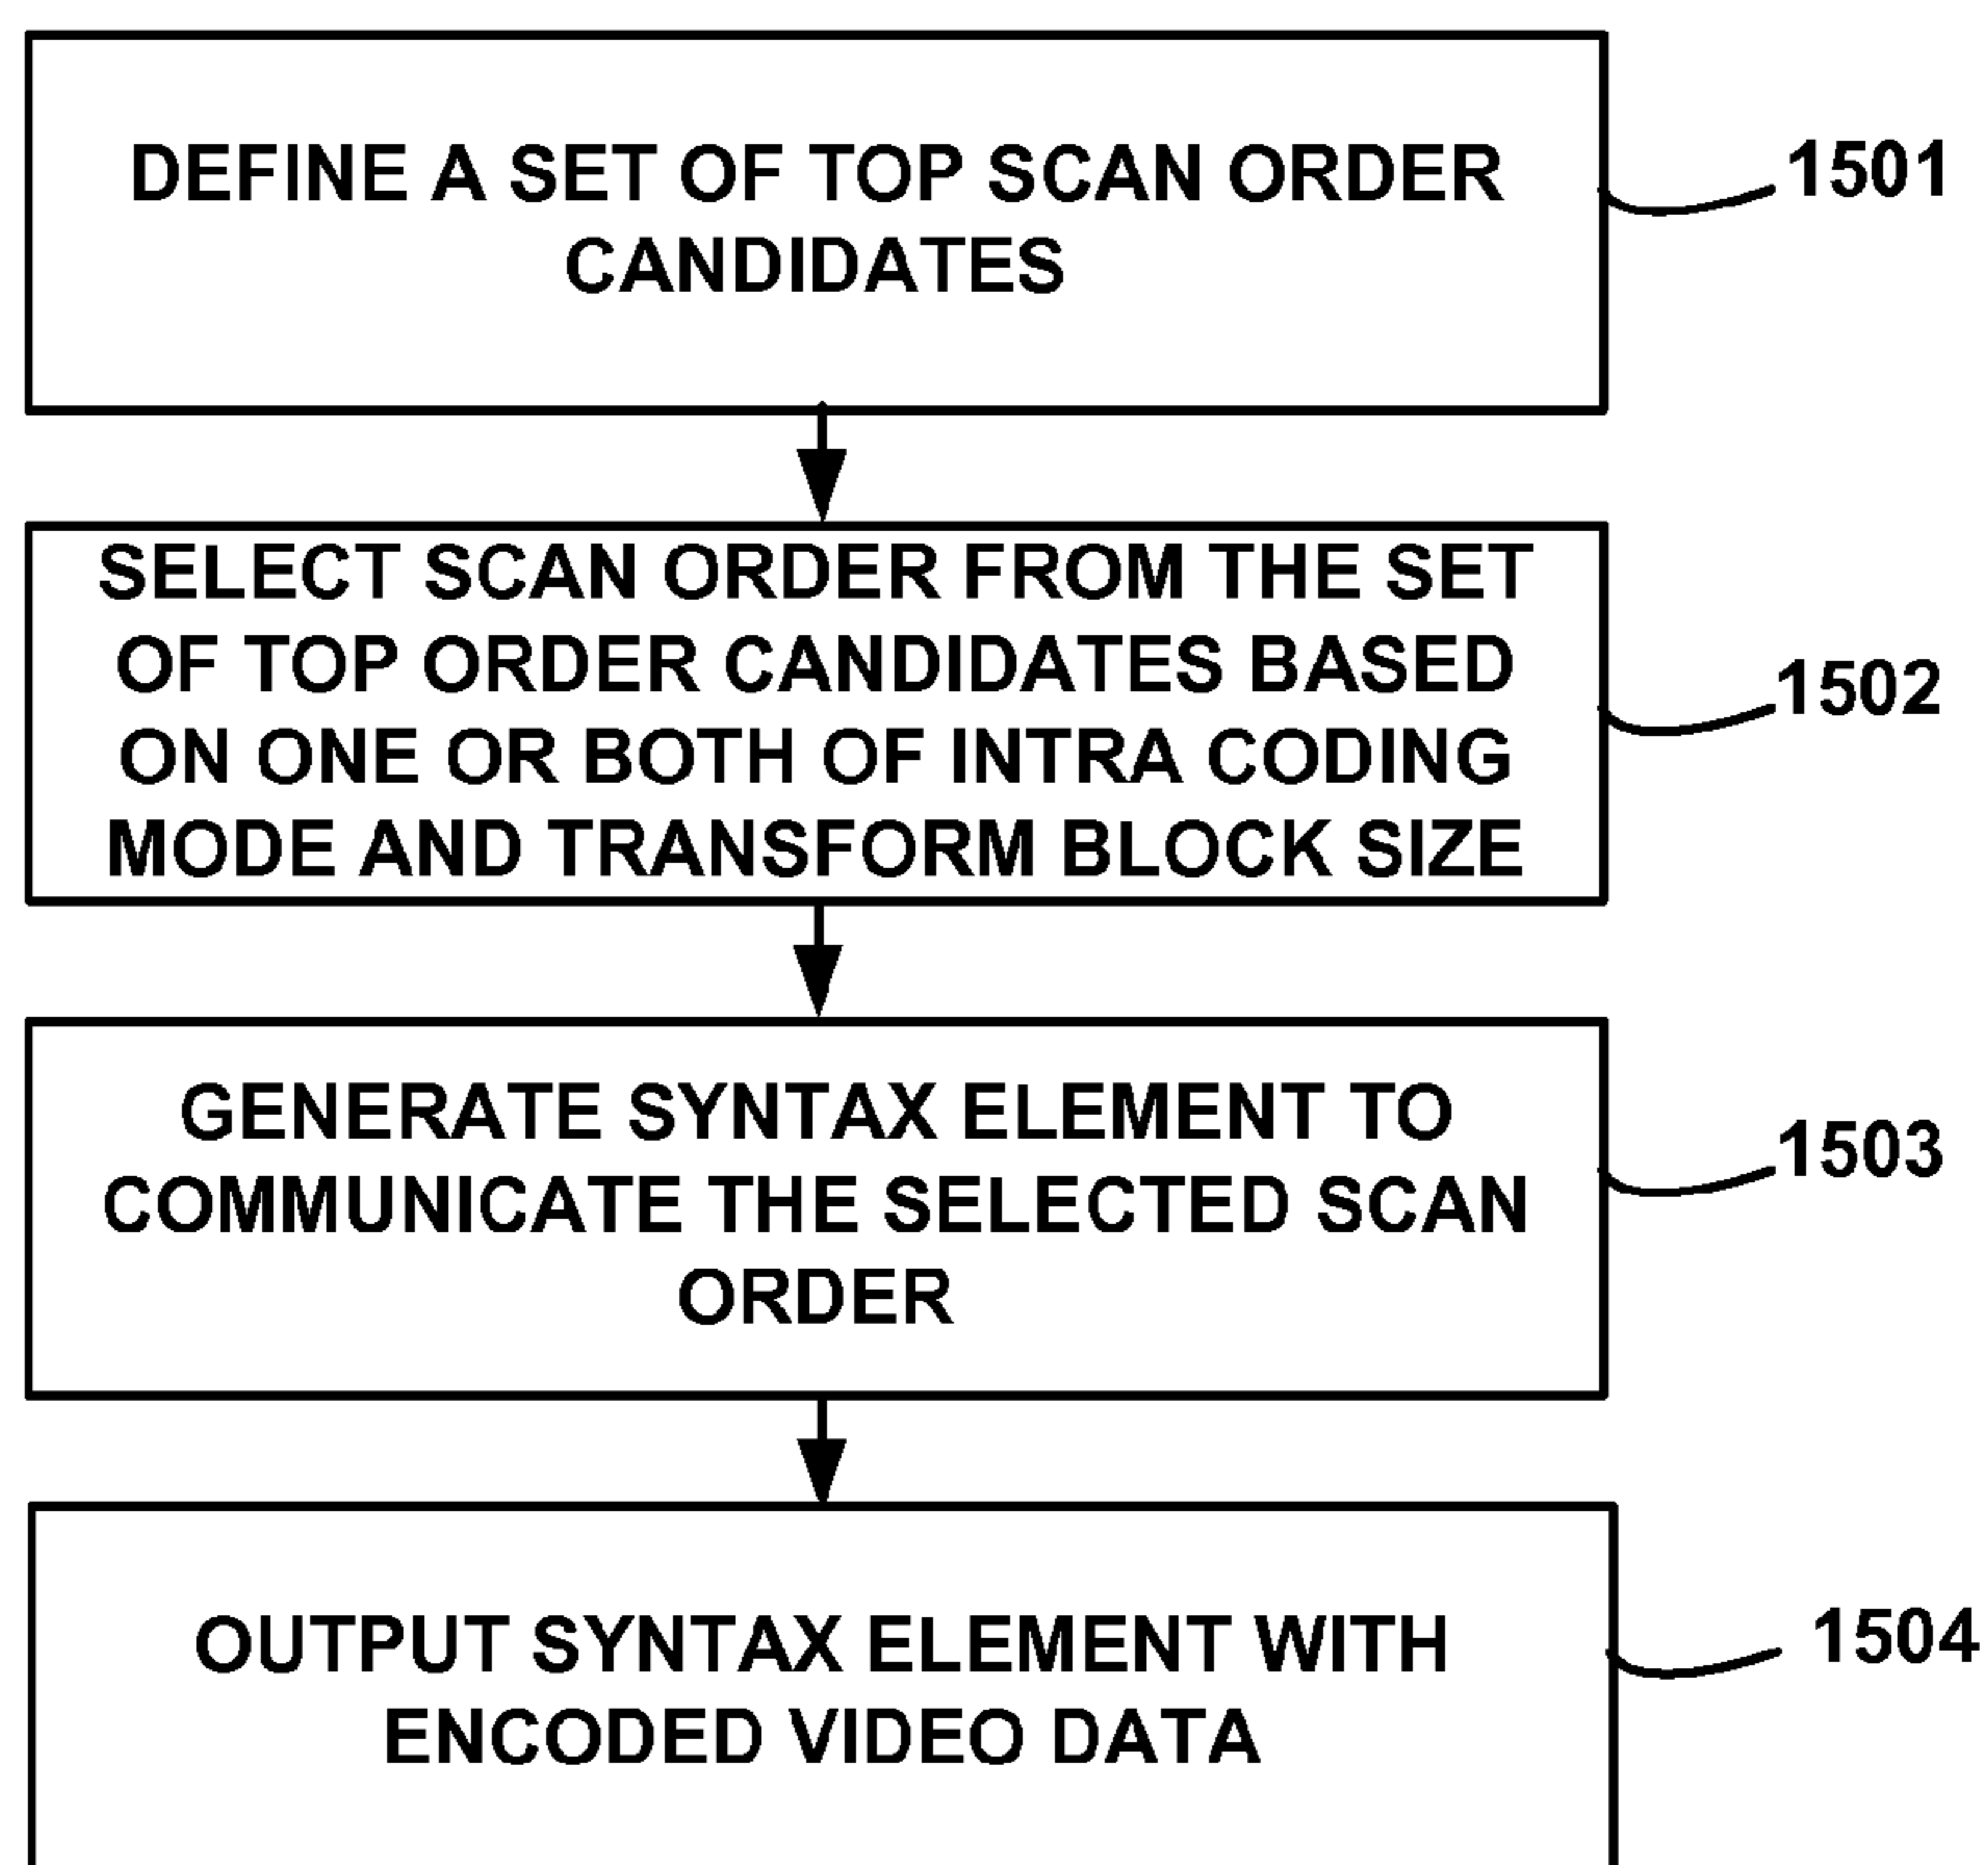 DEFINE A SET OF TOP SCAN ORDER
CANDIDATES
1501
SELECT SCAN ORDER FROM THE SET
OF TOP ORDER CANDIDATES BASED
ON ONE OR BOTH OF INTRA CODING
MODE AND TRANSFORM BLOCK SIZE
1502
GENERATE SYNTAX ELEMENT TO
COMMUNICATE THE SELECTED SCAN
ORDER
1503
OUTPUT SYNTAX ELEMENT WITH
ENCODED VIDEO DATA
1504